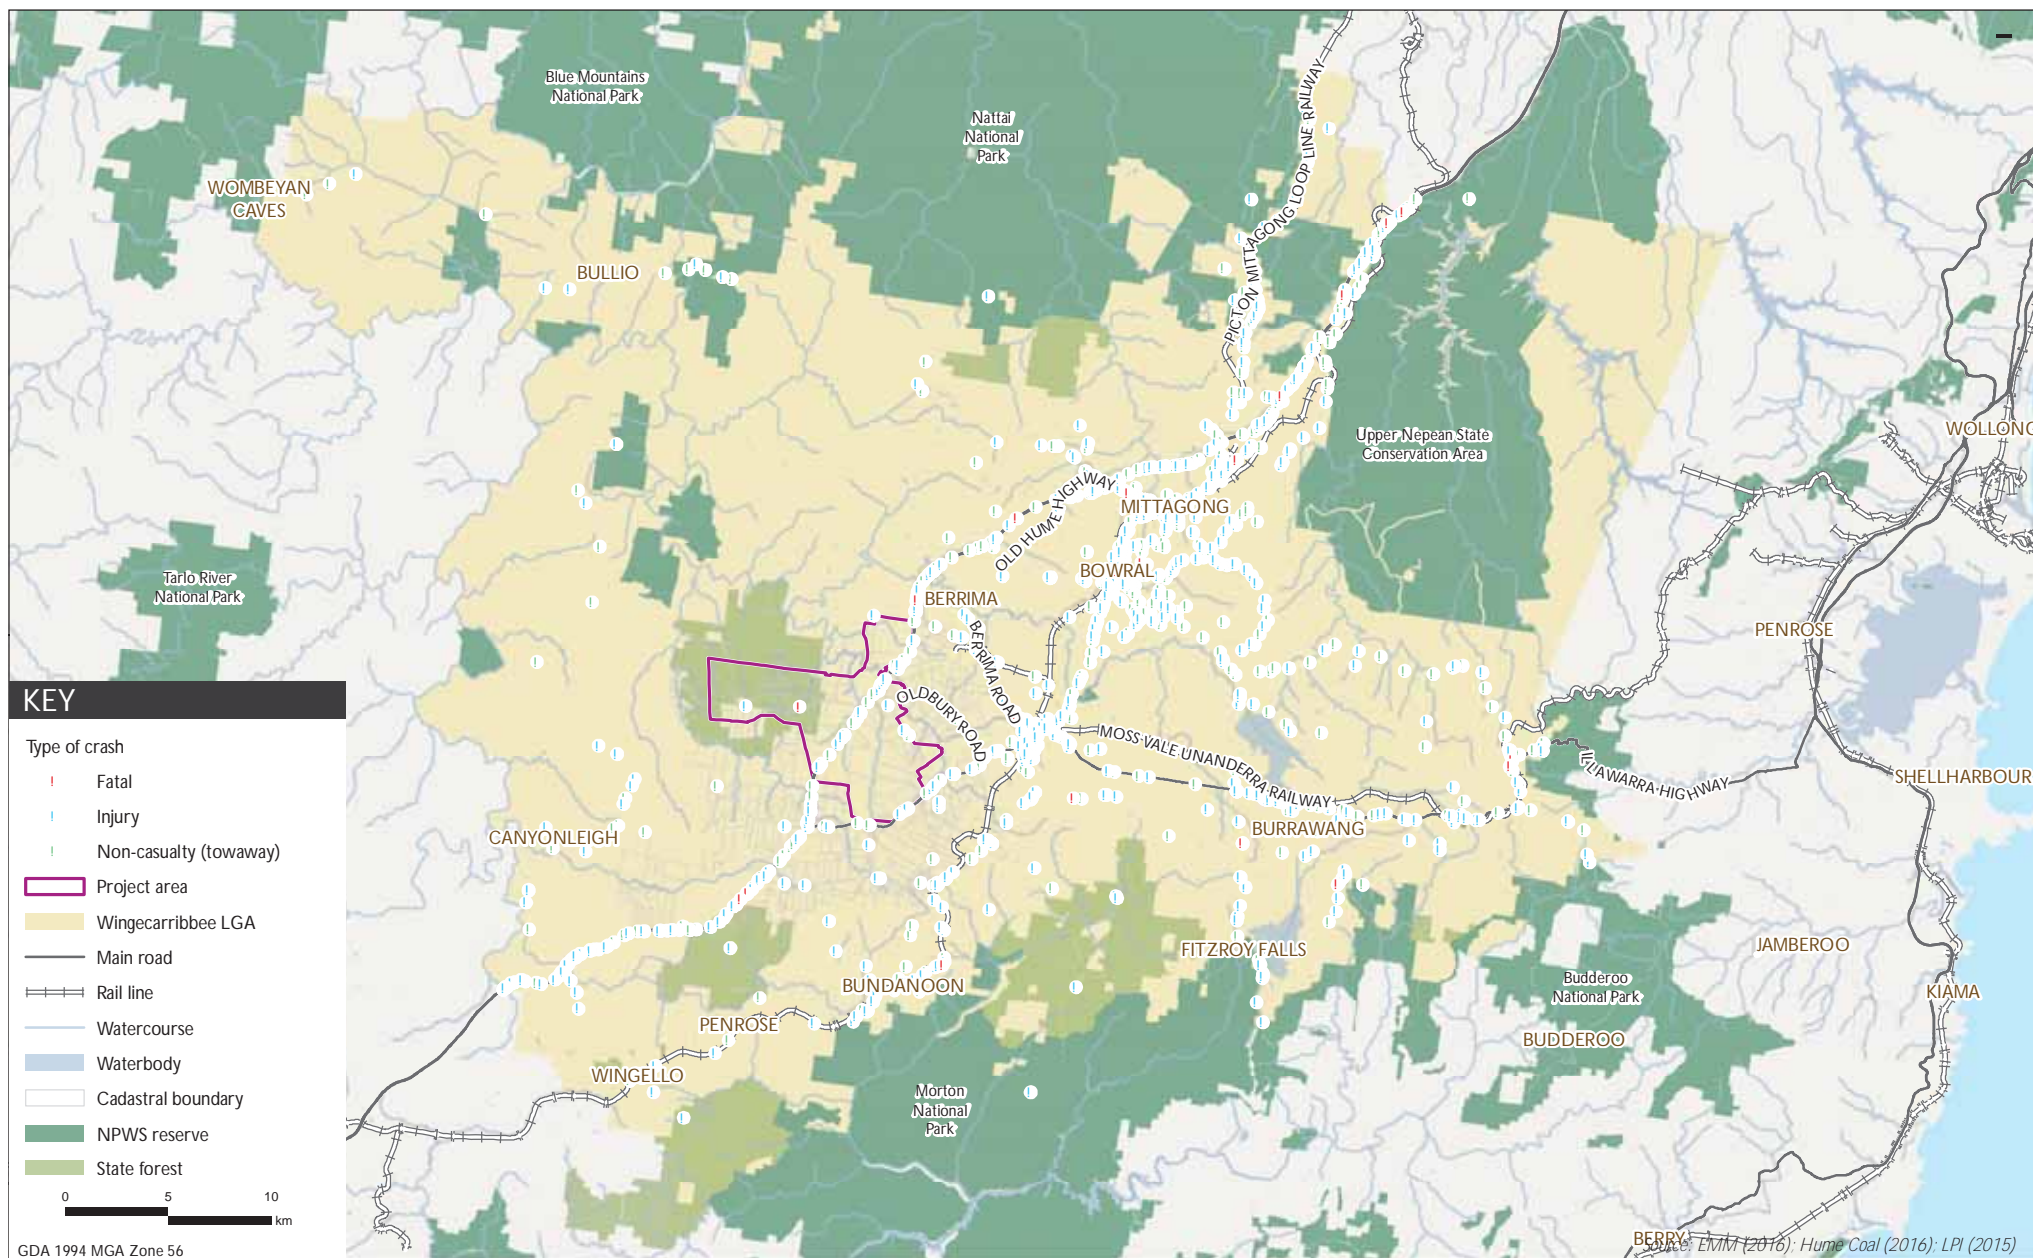 Blue Mountains
National Park
Nattai
National
Park
PICTON MITTAGONG LOOP LINE RAILWAY
WOMBEYAN
CAVES
BULLIO
Upper Nepean State
Conservation Area
WOLLONG
OLD HUME HIGHWAY
MITTAGONG
BOWRAL
Tarlo River
National Park
BERRIMA
BERRIMA ROAD
PENROSE
OLDBURY ROAD
MOSS VALE UNANDERRA RAILWAY
ILLAWARRA HIGHWAY
SHELLHARBOUR
CANYONLEIGH
BURRAWANG
FITZROY FALLS
JAMBEROO
BUNDANOON
Budderoo
National Park
KIAMA
PENROSE
BUDDEROO
WINGELLO
Morton
National
Park
BERRY
KEY
Type of crash
Fatal
Injury
Non-casualty (towaway)
Project area
Wingecarribbee LGA
Main road
Rail line
Watercourse
Waterbody
Cadastral boundary
NPWS reserve
State forest
0 5 10
km
GDA 1994 MGA Zone 56
Source: EMM (2016); Hume Coal (2016); LPI (2015)